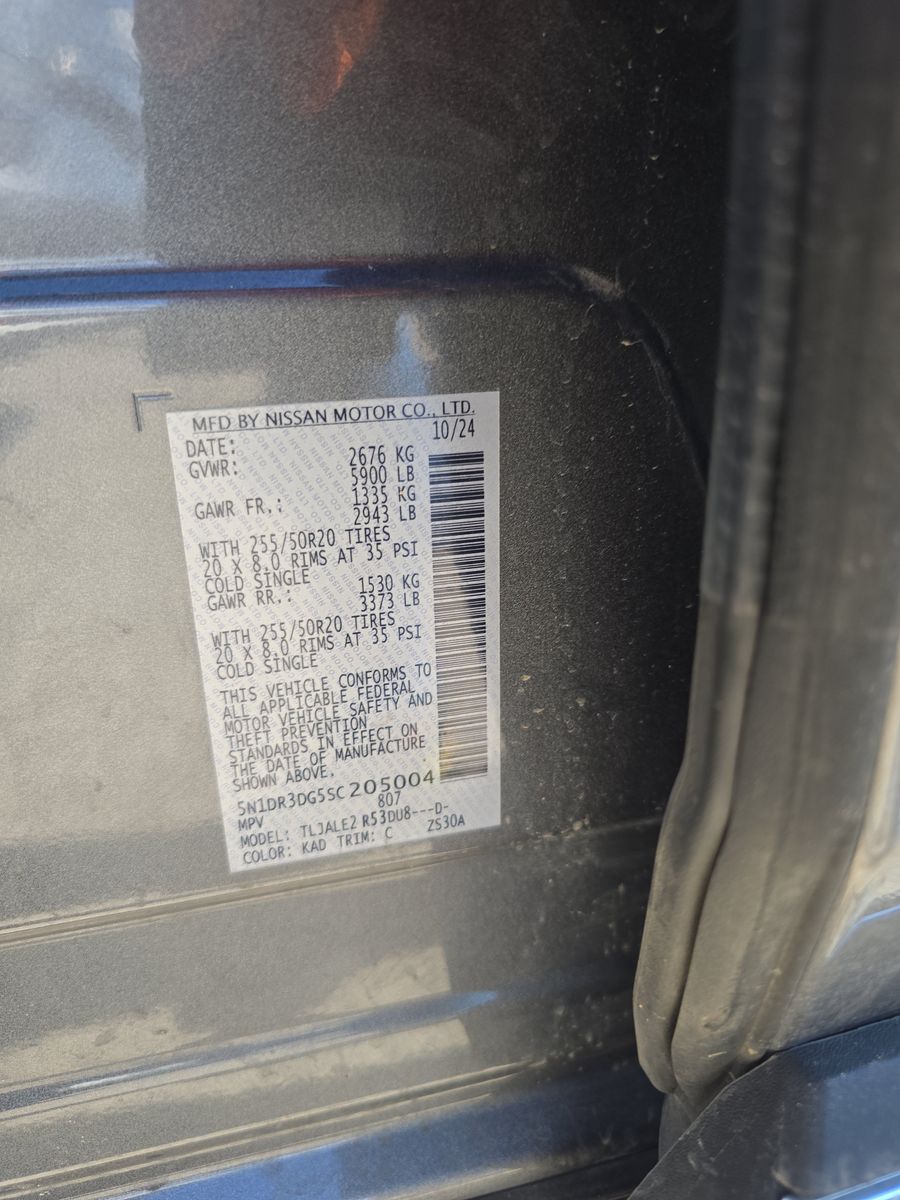 MFD BY NISSAN MOTOR CO., LTD.
DATE: 10/24
GVWR: 2676 KG
5900 LB
GAWR FR.: 1335 KG
2943 LB
WITH 255/50R20 TIRES
20 X 8.0 RIMS AT 35 PSI
COLD SINGLE
GAWR RR.: 1530 KG
3373 LB
WITH 255/50R20 TIRES
20 X 8.0 RIMS AT 35 PSI
COLD SINGLE
THIS VEHICLE CONFORMS TO
ALL APPLICABLE FEDERAL
MOTOR VEHICLE SAFETY AND
THEFT PREVENTION
STANDARDS IN EFFECT ON
THE DATE OF MANUFACTURE
SHOWN ABOVE.
5N1DR3DG5SC205004
MPV 807
MODEL: TLJALE2 R53DU8---D-
COLOR: KAD TRIM: C ZS30A